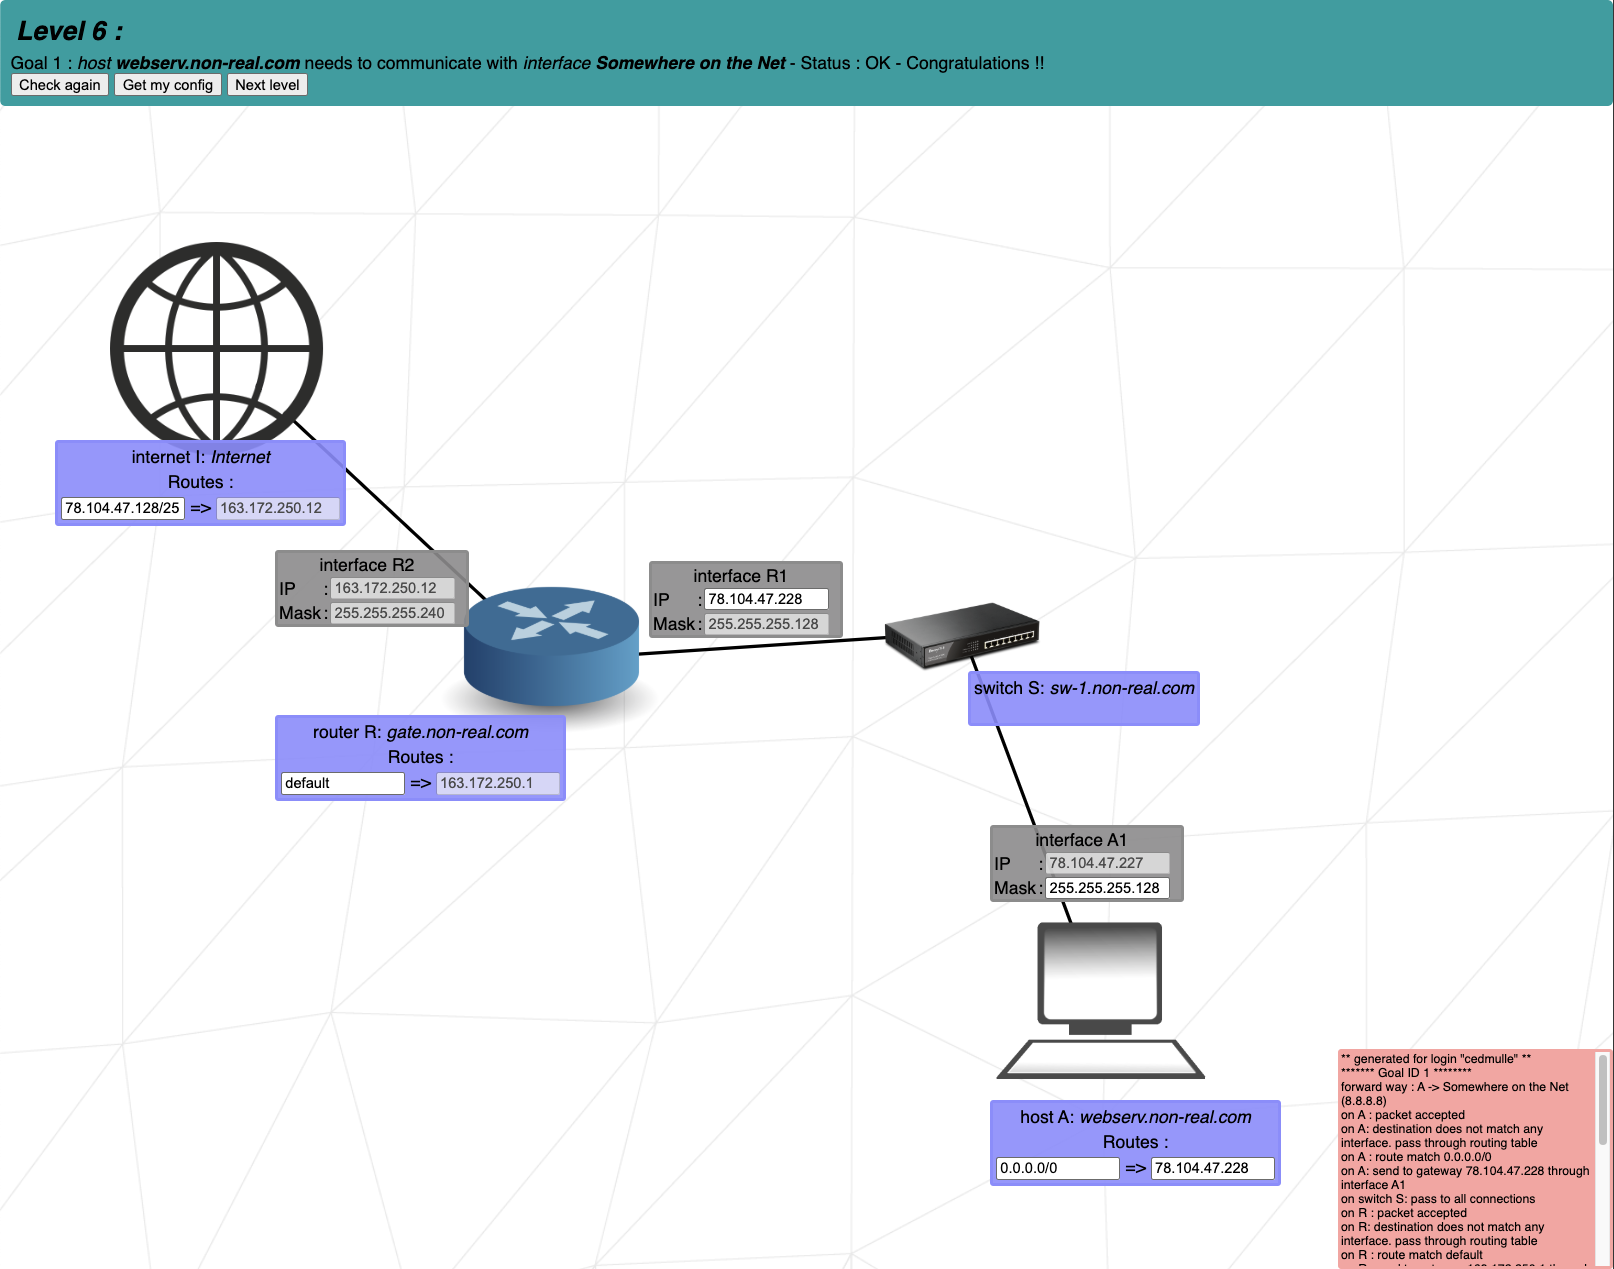 Level 6 :
Goal 1 : host webserv.non-real.com needs to communicate with interface Somewhere on the Net - Status : OK - Congratulations !!
Check again Get my config Next level
internet I: Internet
Routes :
78.104.47.128/25 => 163.172.250.12
interface R2
IP : 163.172.250.12
Mask : 255.255.255.240
interface R1
IP : 78.104.47.228
Mask : 255.255.255.128
switch S: sw-1.non-real.com
router R: gate.non-real.com
Routes :
default => 163.172.250.1
interface A1
IP : 78.104.47.227
Mask : 255.255.255.128
host A: webserv.non-real.com
Routes :
0.0.0.0/0 => 78.104.47.228
** generated for login "cedmulle" **
******* Goal ID 1 ********
forward way : A -> Somewhere on the Net
(8.8.8.8)
on A : packet accepted
on A: destination does not match any
interface. pass through routing table
on A : route match 0.0.0.0/0
on A: send to gateway 78.104.47.228 through
interface A1
on switch S: pass to all connections
on R : packet accepted
on R: destination does not match any
interface. pass through routing table
on R : route match default